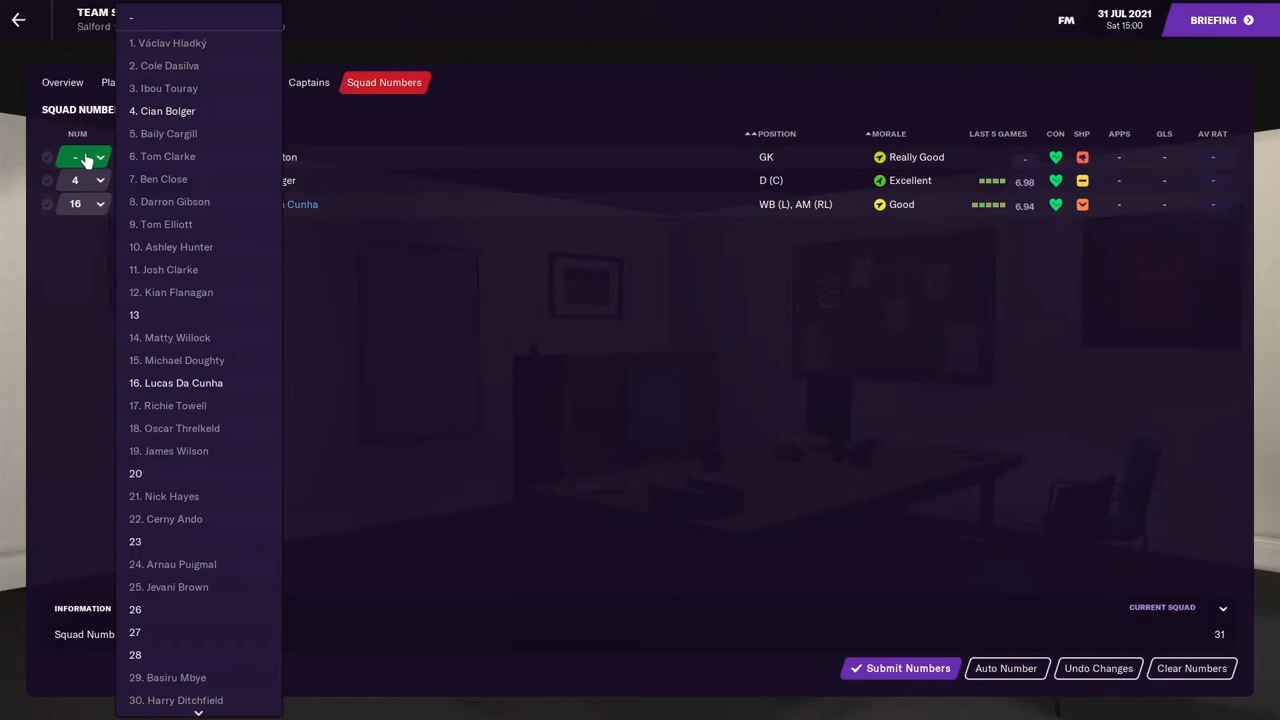 TEAM S
Salford
FM
31 JUL 2021
Sat 15:00
BRIEFING
Overview
Pla
Captains
Squad Numbers
SQUAD NUMBE
NUM
POSITION
MORALE
LAST 5 GAMES
CON
SHP
APPS
GLS
AV RAT
-
ton
GK
Really Good
-
-
-
-
4
ger
D (C)
Excellent
6.98
-
-
-
16
a Cunha
WB (L), AM (RL)
Good
6.94
-
-
-
-
1. Václav Hladký
2. Cole Dasilva
3. Ibou Touray
4. Cian Bolger
5. Baily Cargill
6. Tom Clarke
7. Ben Close
8. Darron Gibson
9. Tom Elliott
10. Ashley Hunter
11. Josh Clarke
12. Kian Flanagan
13
14. Matty Willock
15. Michael Doughty
16. Lucas Da Cunha
17. Richie Towell
18. Oscar Threlkeld
19. James Wilson
20
21. Nick Hayes
22. Cerny Ando
23
24. Arnau Puigmal
25. Jevani Brown
26
27
28
29. Basiru Mbye
30. Harry Ditchfield
INFORMATION
CURRENT SQUAD
Squad Numb
31
Submit Numbers
Auto Number
Undo Changes
Clear Numbers